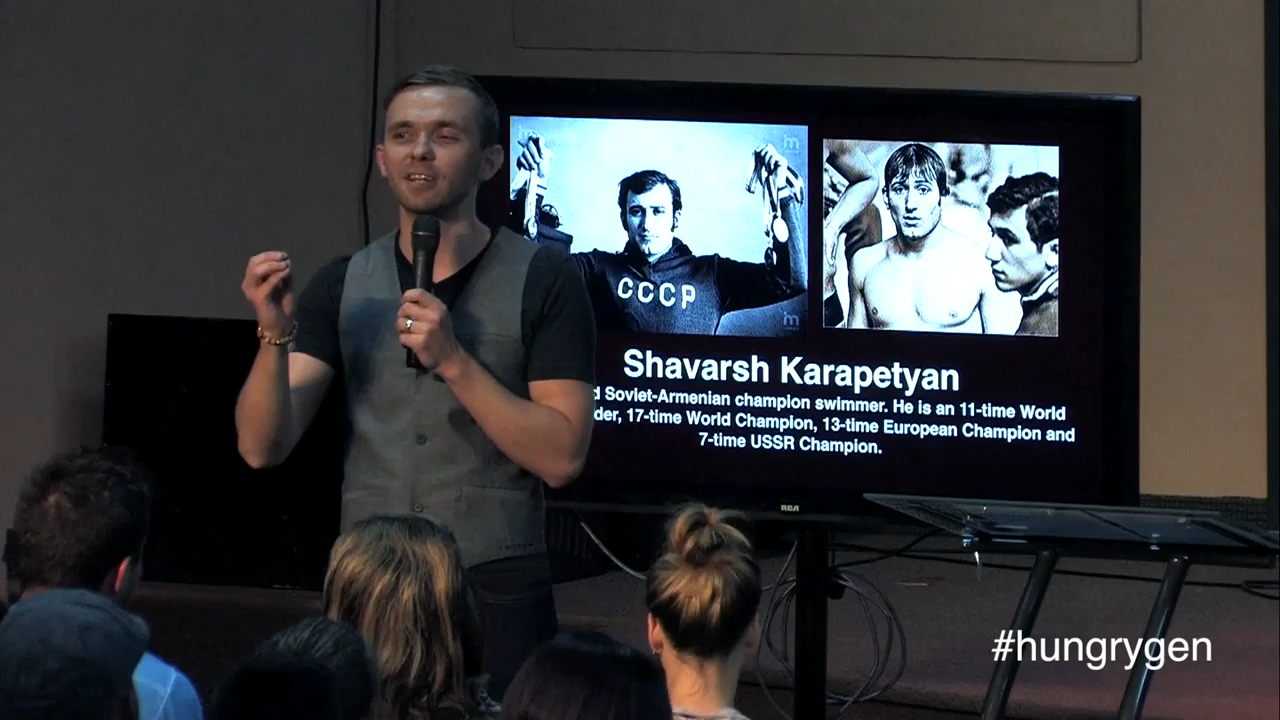 CCCP
Shavarsh Karapetyan
Soviet-Armenian champion swimmer. He is an 11-time World
17-time World Champion, 13-time European Champion and
7-time USSR Champion.
RCA
#hungrygen